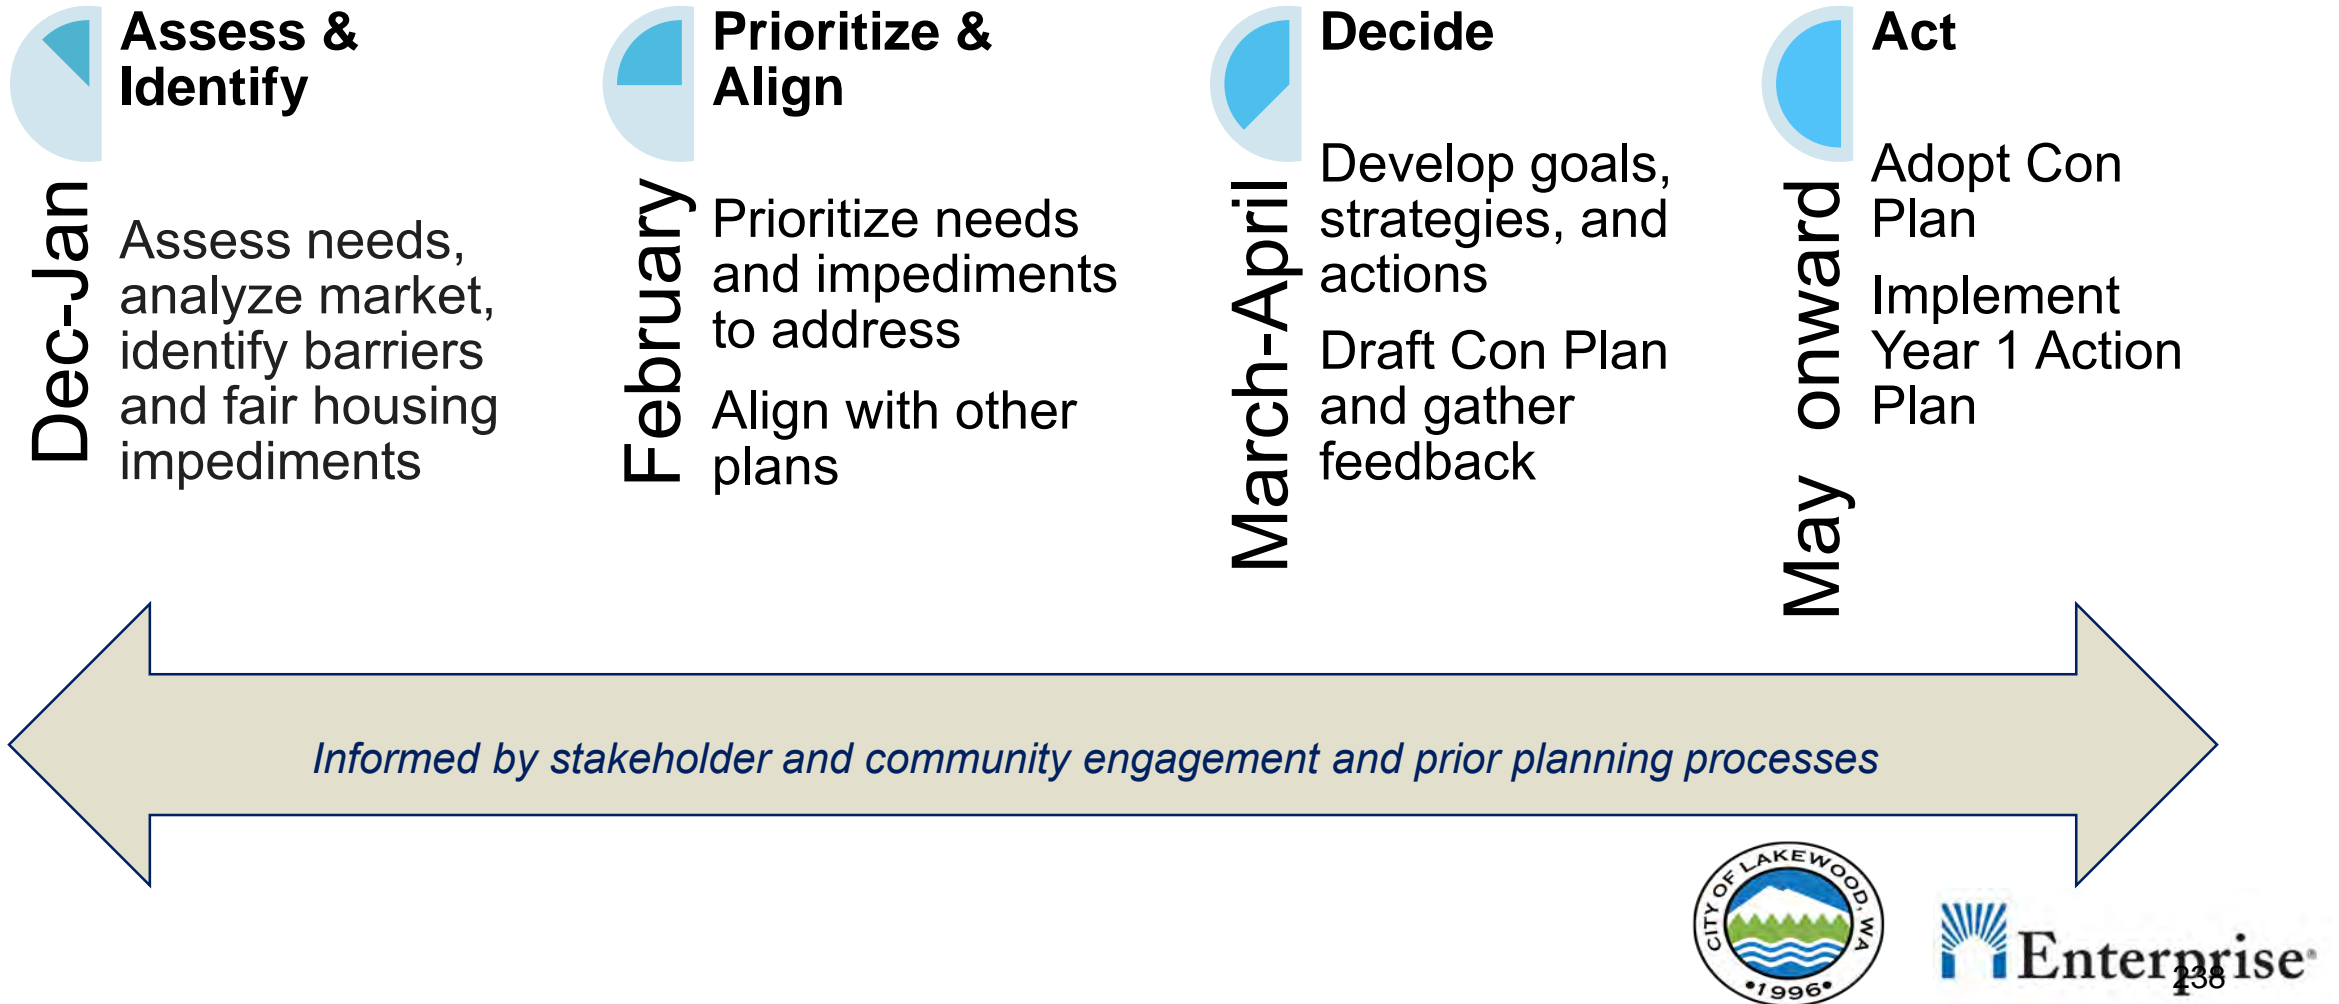 Assess &
Identify
Dec-Jan
Assess needs,
analyze market,
identify barriers
and fair housing
impediments
Prioritize &
Align
February
Prioritize needs
and impediments
to address
Align with other
plans
Decide
March-April
Develop goals,
strategies, and
actions
Draft Con Plan
and gather
feedback
Act
May onward
Adopt Con
Plan
Implement
Year 1 Action
Plan
Informed by stakeholder and community engagement and prior planning processes
CITY OF LAKEWOOD, WA
•1996•
Enterprise®
238